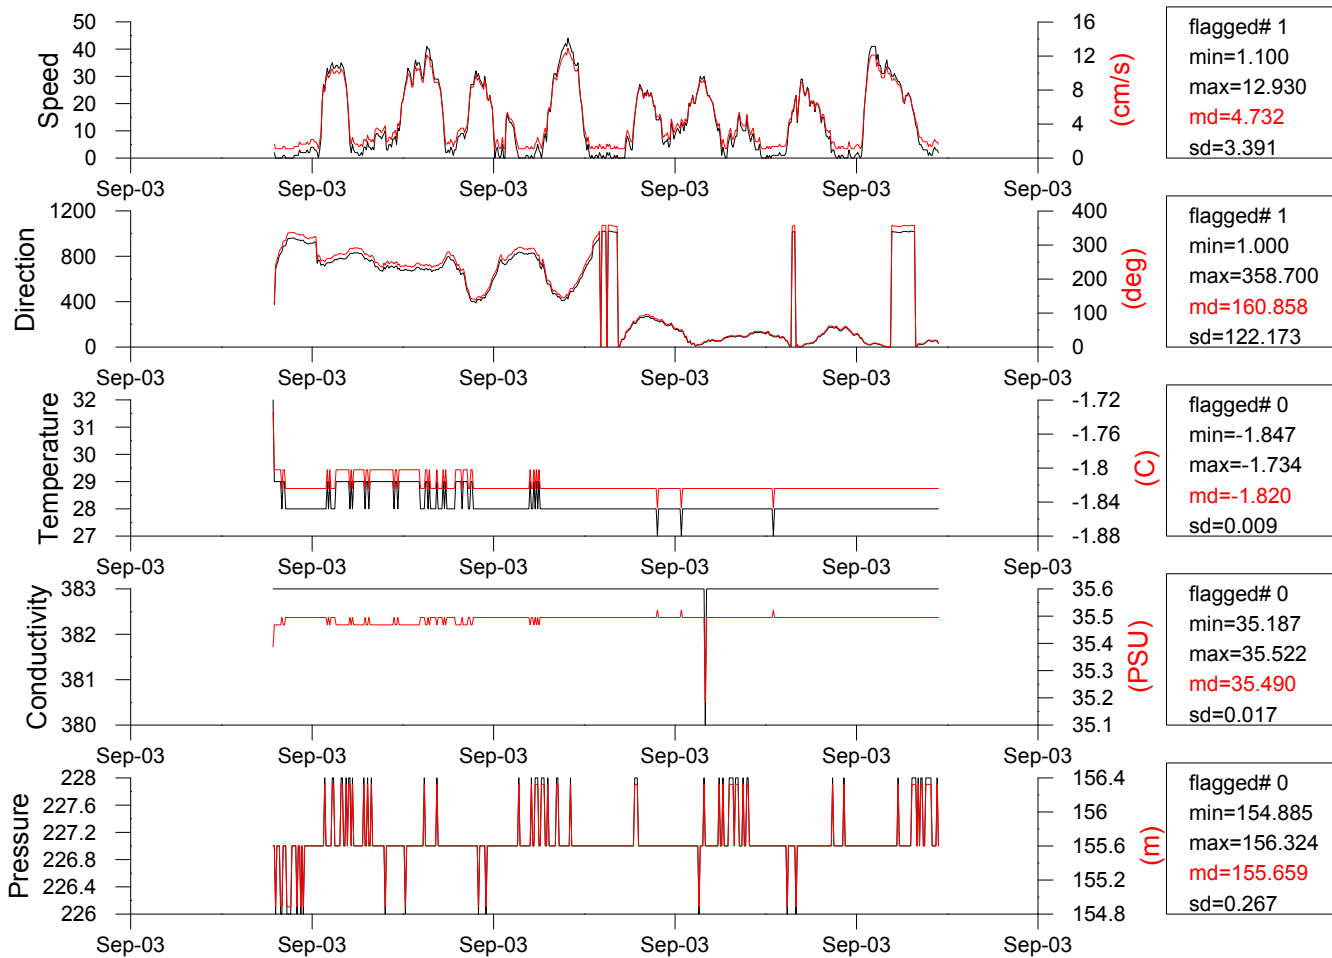 Speed
50
40
30
20
10
0
16
12
8
4
0
(cm/s)
Sep-03 Sep-03 Sep-03 Sep-03 Sep-03 Sep-03
flagged# 1
min=1.100
max=12.930
md=4.732
sd=3.391
Direction
1200
800
400
0
400
300
200
100
0
(deg)
Sep-03 Sep-03 Sep-03 Sep-03 Sep-03 Sep-03
flagged# 1
min=1.000
max=358.700
md=160.858
sd=122.173
Temperature
32
31
30
29
28
27
-1.72
-1.76
-1.8
-1.84
-1.88
(C)
Sep-03 Sep-03 Sep-03 Sep-03 Sep-03 Sep-03
flagged# 0
min=-1.847
max=-1.734
md=-1.820
sd=0.009
Conductivity
383
382
381
380
35.6
35.5
35.4
35.3
35.2
35.1
(PSU)
Sep-03 Sep-03 Sep-03 Sep-03 Sep-03 Sep-03
flagged# 0
min=35.187
max=35.522
md=35.490
sd=0.017
Pressure
228
227.6
227.2
226.8
226.4
226
156.4
156
155.6
155.2
154.8
(m)
Sep-03 Sep-03 Sep-03 Sep-03 Sep-03 Sep-03
flagged# 0
min=154.885
max=156.324
md=155.659
sd=0.267